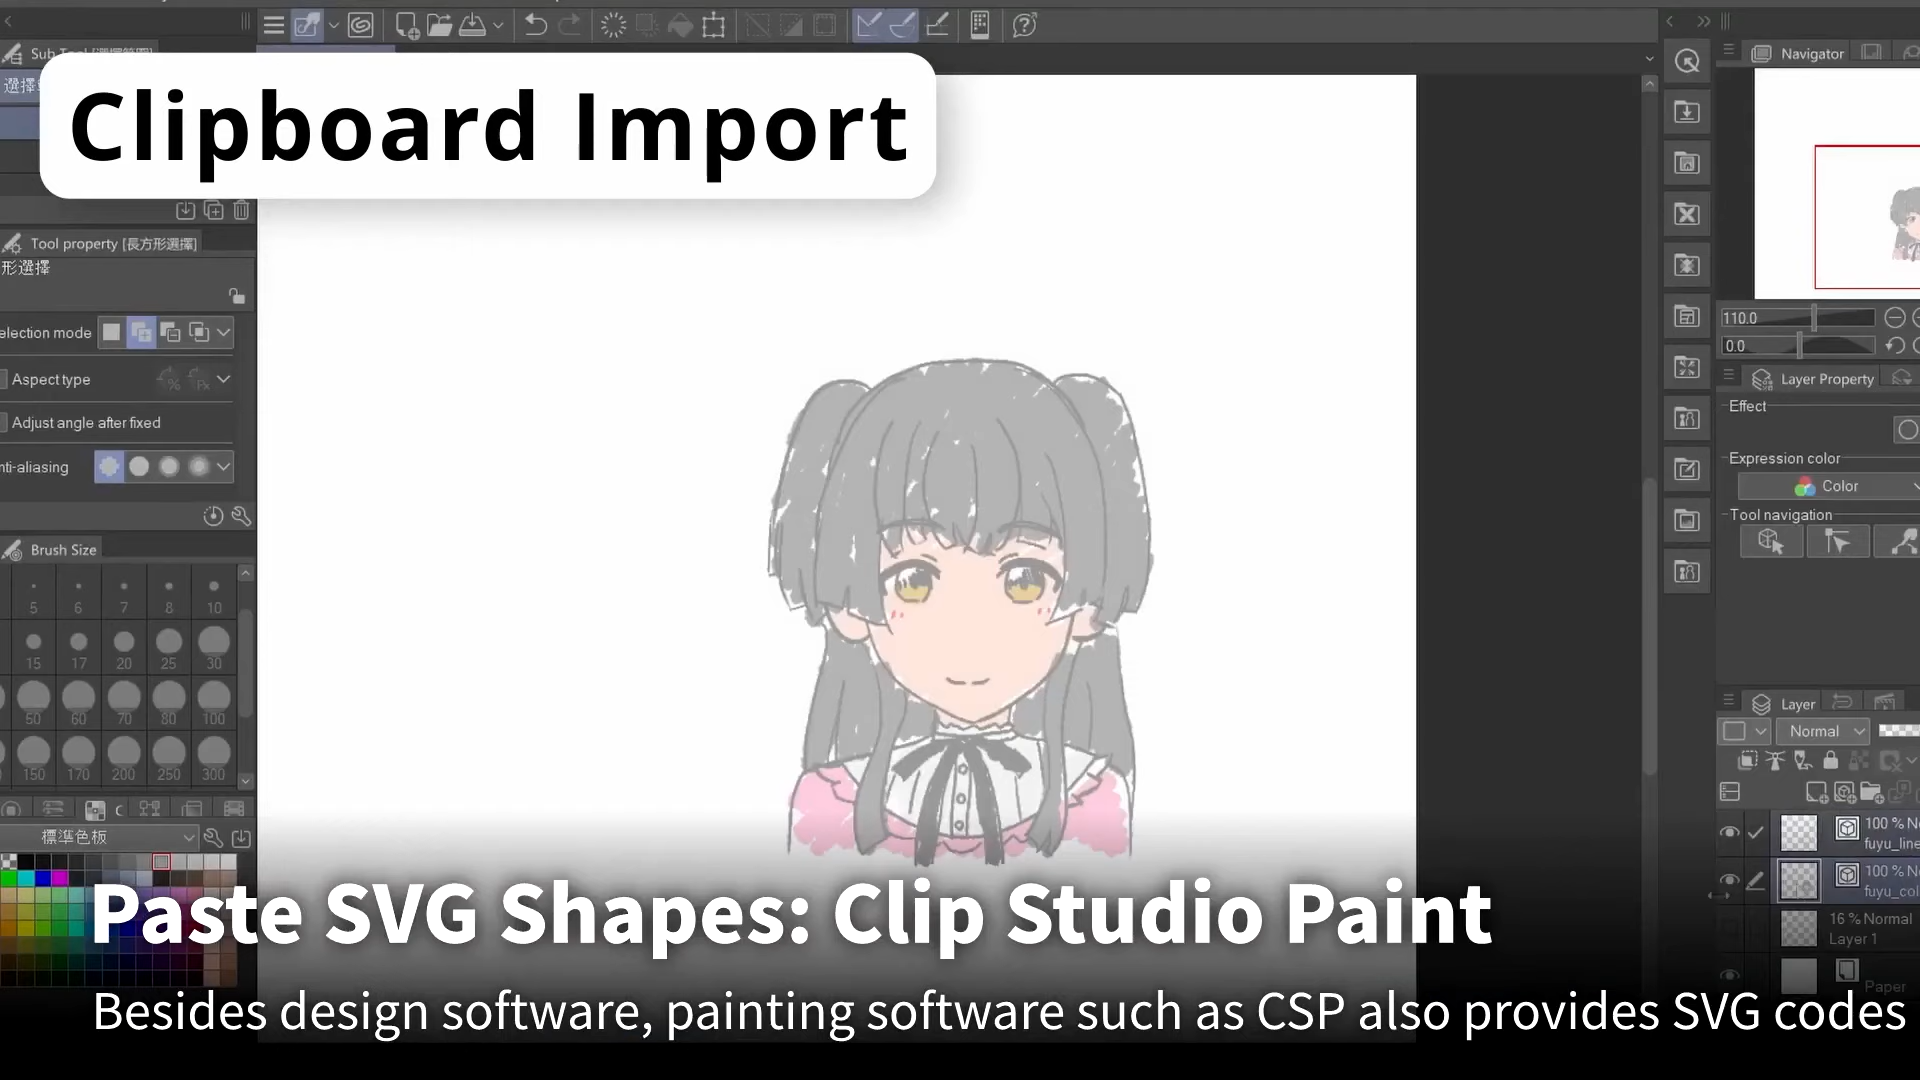 Clipboard Import
選擇
Tool property [長方形選擇]
形選擇
election mode
Aspect type
Adjust angle after fixed
nti-aliasing
Brush Size
5 6 7 8 10
15 17 20 25 30
50 60 70 80 100
150 170 200 250 300
標準色板
Navigator
110.0
0.0
Layer Property
Effect
Expression color
Color
Tool navigation
Layer
Normal
100 % No
fuyu_line
100 % No
fuyu_col
16 % Normal
Layer 1
Paper
Paste SVG Shapes: Clip Studio Paint
Besides design software, painting software such as CSP also provides SVG codes